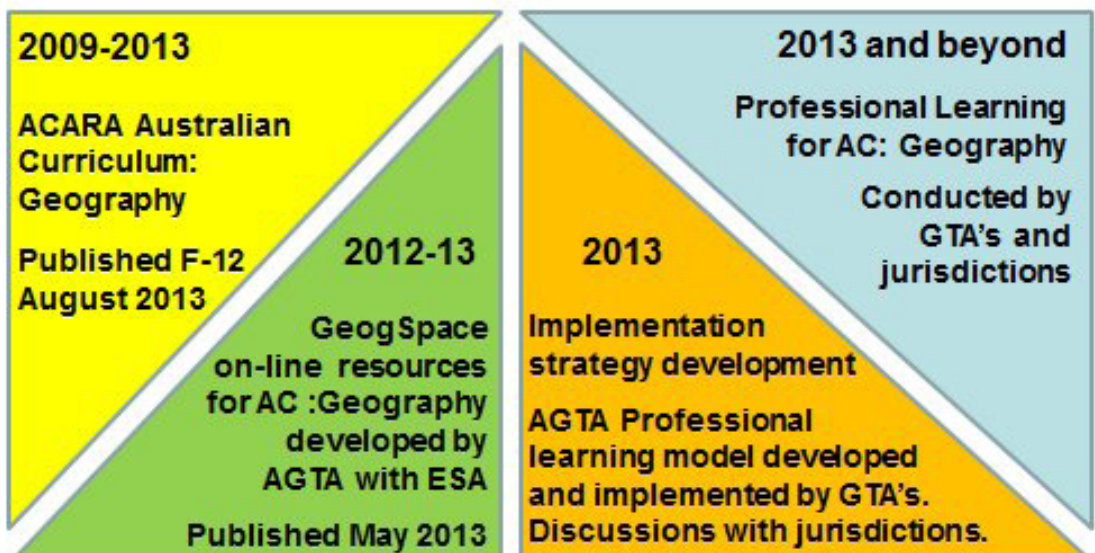 2009-2013
ACARA Australian
Curriculum:
Geography
Published F-12
August 2013
2012-13
GeogSpace
on-line resources
for AC :Geography
developed by
AGTA with ESA
Published May 2013
2013
Implementation
strategy development
AGTA Professional
learning model developed
and implemented by GTA's.
Discussions with jurisdictions.
2013 and beyond
Professional Learning
for AC: Geography
Conducted by
GTA's and
jurisdictions